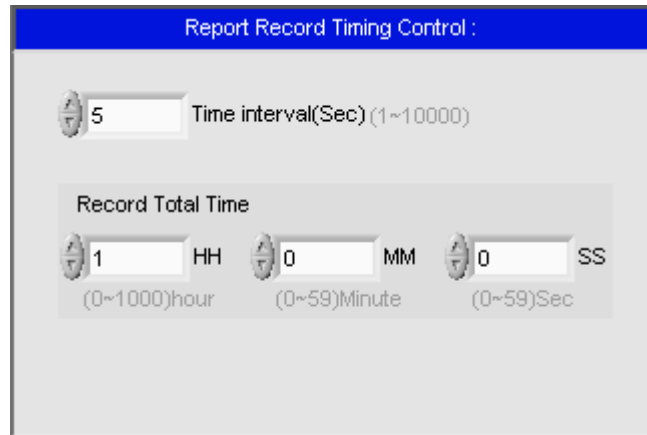 Report Record Timing Control :
5 Time interval(Sec) (1~10000)
Record Total Time
1 HH 0 MM 0 SS
(0~1000)hour (0~59)Minute (0~59)Sec